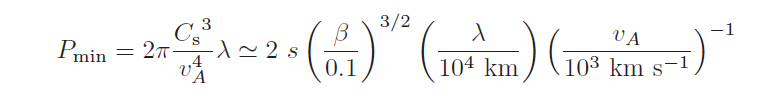 P_min = 2π C_s^3 / v_A^4 λ ≃ 2 s (β / 0.1)^{3/2} (λ / 10^4 km) (v_A / 10^3 km s^{-1})^{-1}